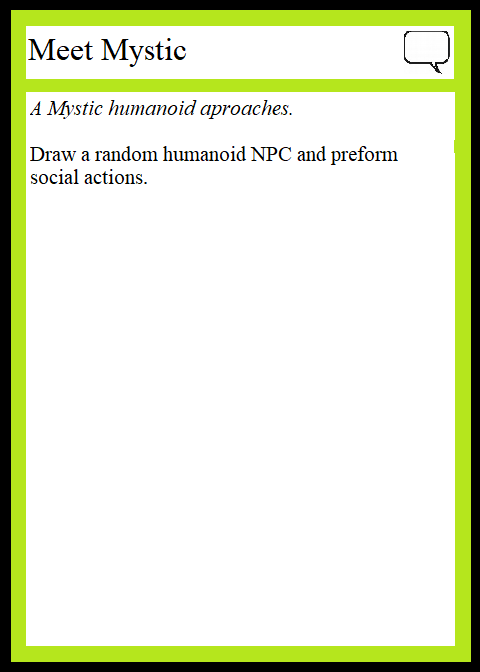 Meet Mystic
A Mystic humanoid aproaches.
Draw a random humanoid NPC and preform
social actions.